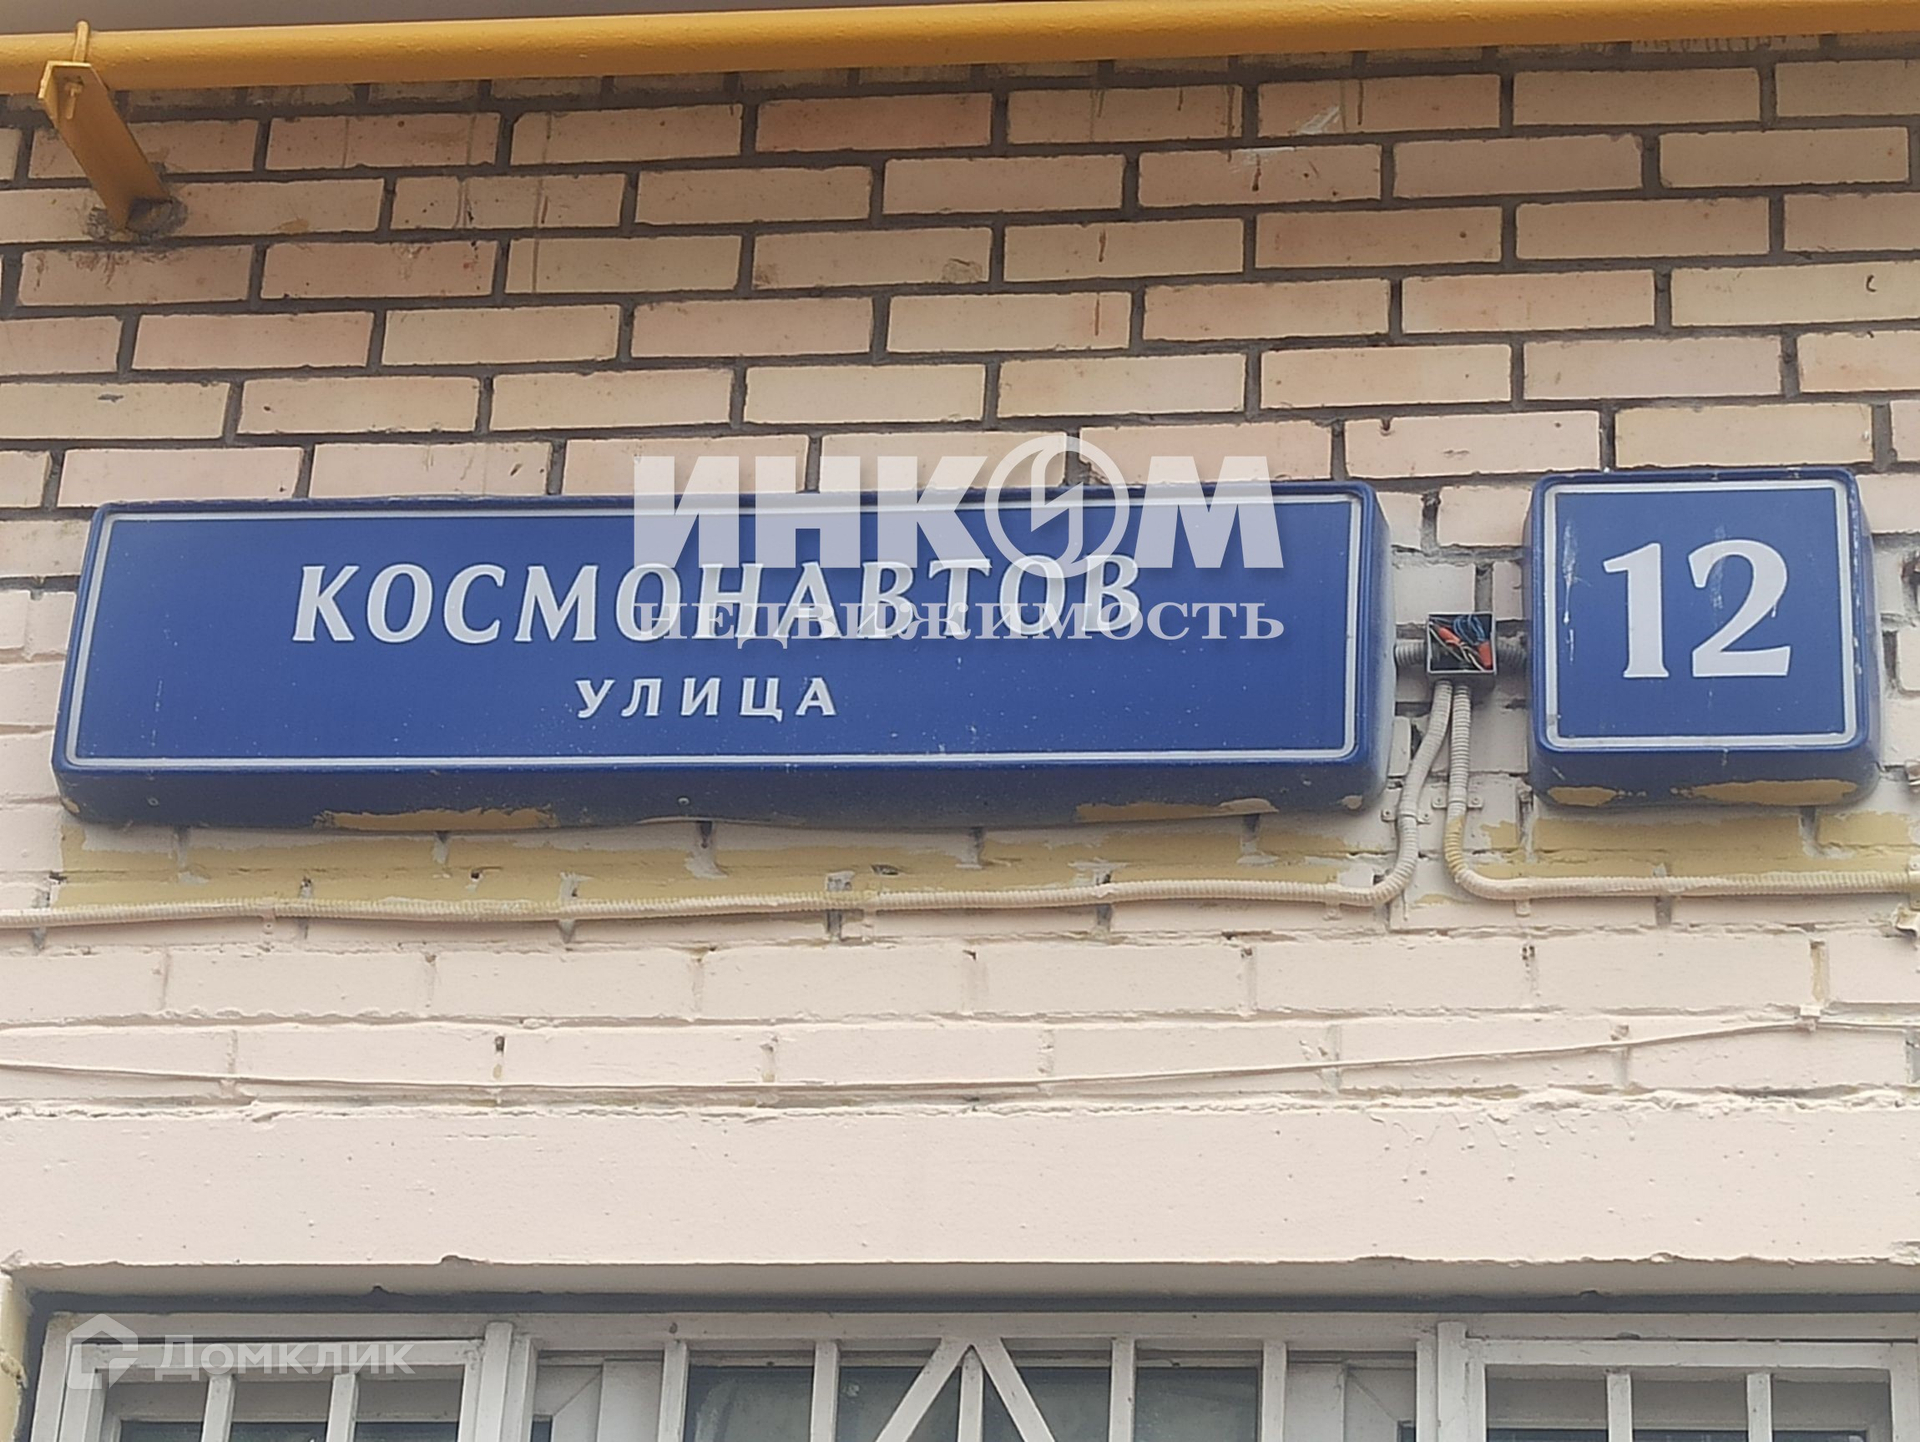 ИНКОМ
НЕДВИЖИМОСТЬ
КОСМОНАВТОВ
УЛИЦА
12
Домклик